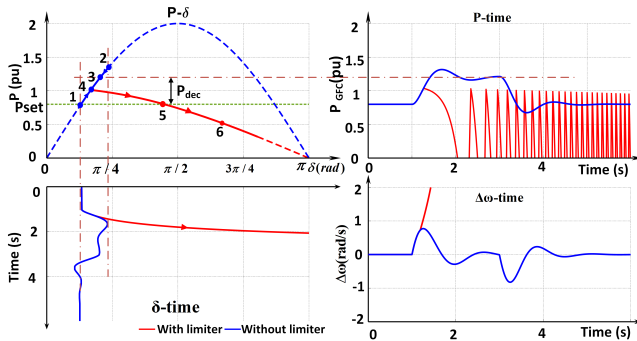 P-δ
P (pu)
2
1.5
1
Pset
0.5
0
1
4
3
2
Pdec
5
6
0
π / 4
π / 2
3π / 4
π
δ(rad)
P-time
PGFC (pu)
2
1.5
1
0.5
0
0
2
4
Time (s)
Time (s)
0
2
4
δ-time
With limiter
Without limiter
Δω-time
Δω(rad/s)
2
1
0
-1
-2
0
2
4
Time (s)